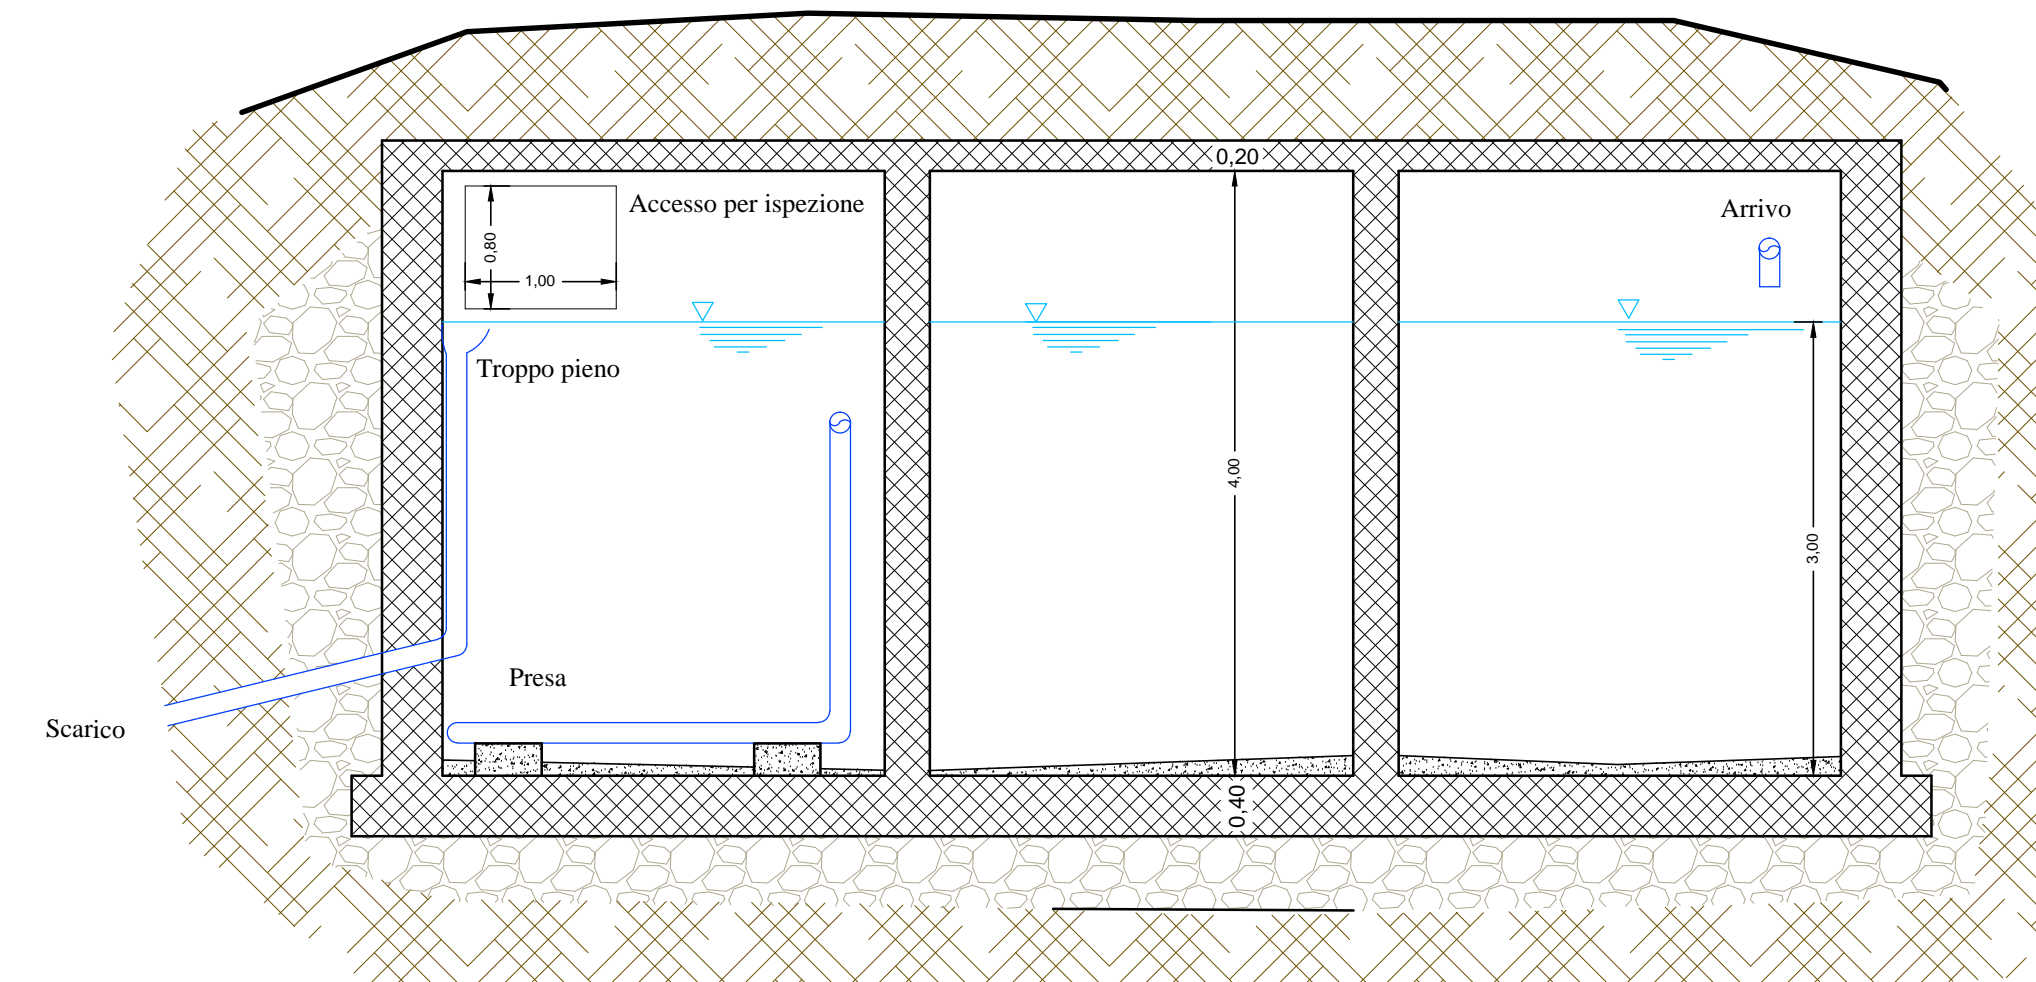 0,20
Accesso per ispezione
Arrivo
0,80
1,00
Troppo pieno
4,00
3,00
Presa
Scarico
0,40